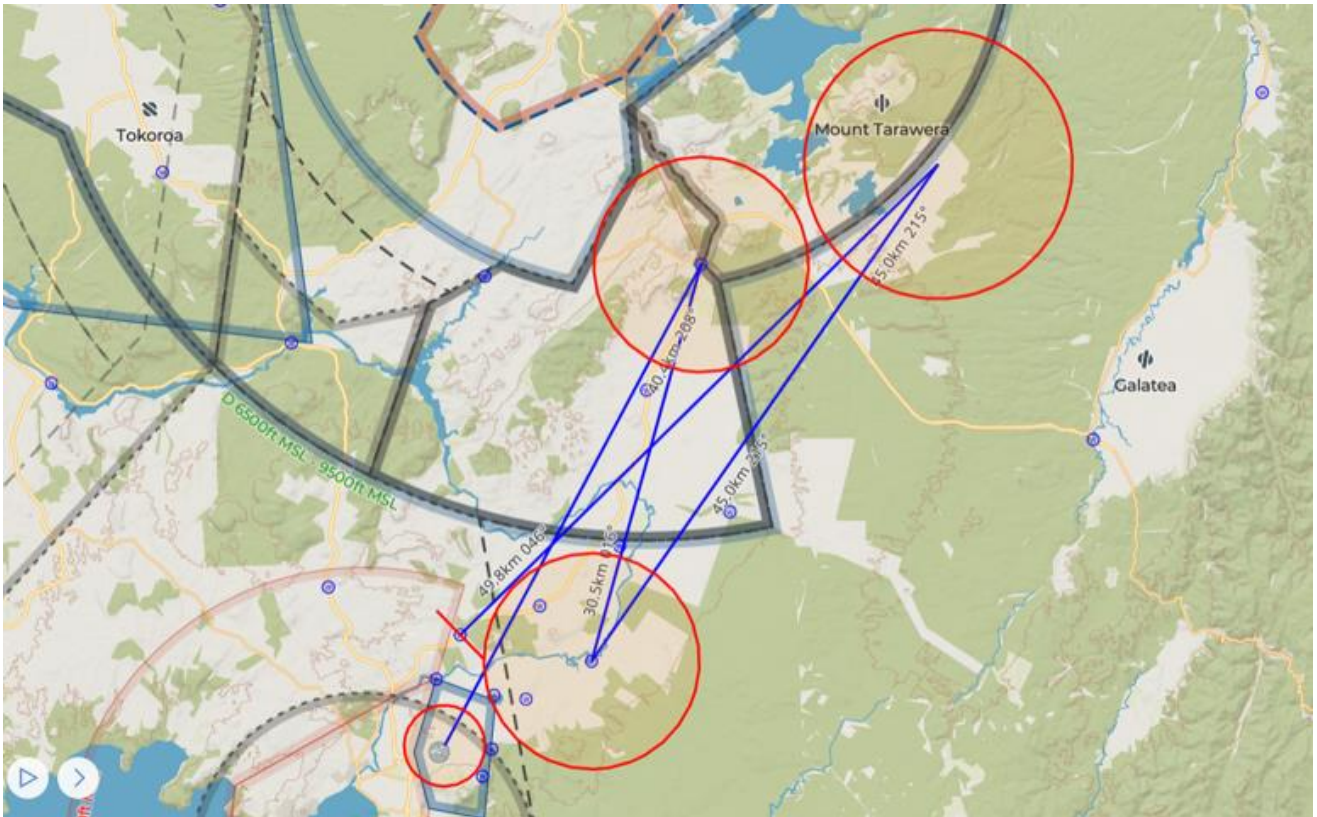 Tokoroa
Mount Tarawera
45.0km 215°
40.4km 208°
Galatea
D 6500ft MSL - 9500ft MSL
45.0km 215°
49.8km 046°
30.5km 016°